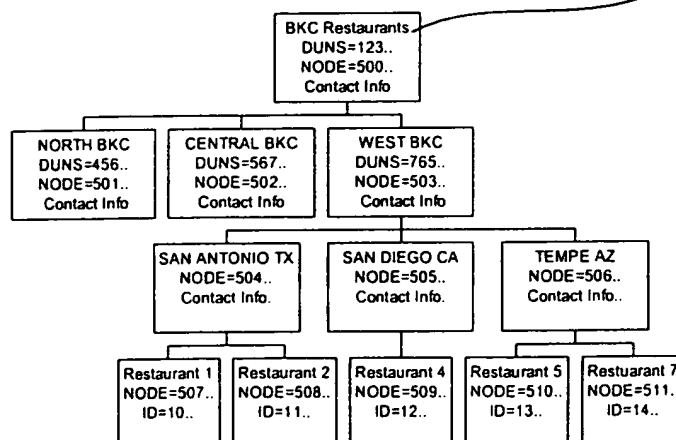 BKC Restaurants
DUNS=123..
NODE=500..
Contact Info
NORTH BKC
DUNS=456..
NODE=501..
Contact Info
CENTRAL BKC
DUNS=567..
NODE=502..
Contact Info
WEST BKC
DUNS=765..
NODE=503..
Contact Info
SAN ANTONIO TX
NODE=504..
Contact Info.
SAN DIEGO CA
NODE=505..
Contact Info.
TEMPE AZ
NODE=506..
Contact Info..
Restaurant 1
NODE=507..
ID=10..
Restaurant 2
NODE=508..
ID=11..
Restaurant 4
NODE=509..
ID=12..
Restaurant 5
NODE=510..
ID=13..
Restuarant 7
NODE=511..
ID=14..